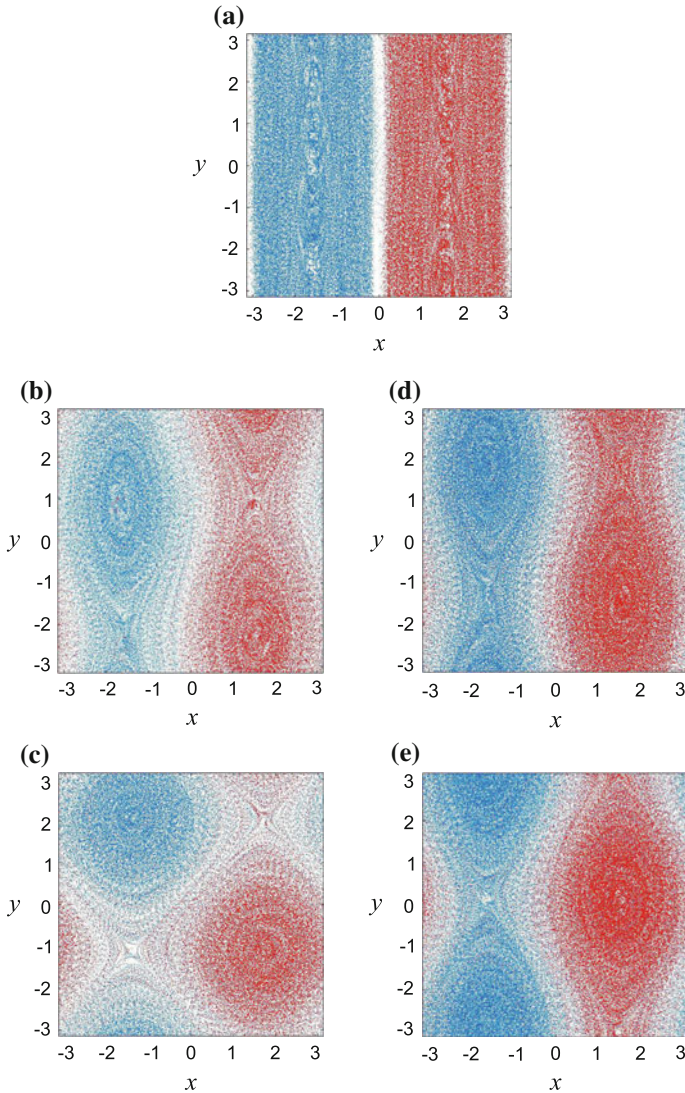 (a)
3
2
1
y 0
-1
-2
-3
-3 -2 -1 0 1 2 3
x
(b) (d)
3 3
2 2
1 1
y 0 y 0
-1 -1
-2 -2
-3 -3
-3 -2 -1 0 1 2 3 -3 -2 -1 0 1 2 3
x x
(c) (e)
3 3
2 2
1 1
y 0 y 0
-1 -1
-2 -2
-3 -3
-3 -2 -1 0 1 2 3 -3 -2 -1 0 1 2 3
x x